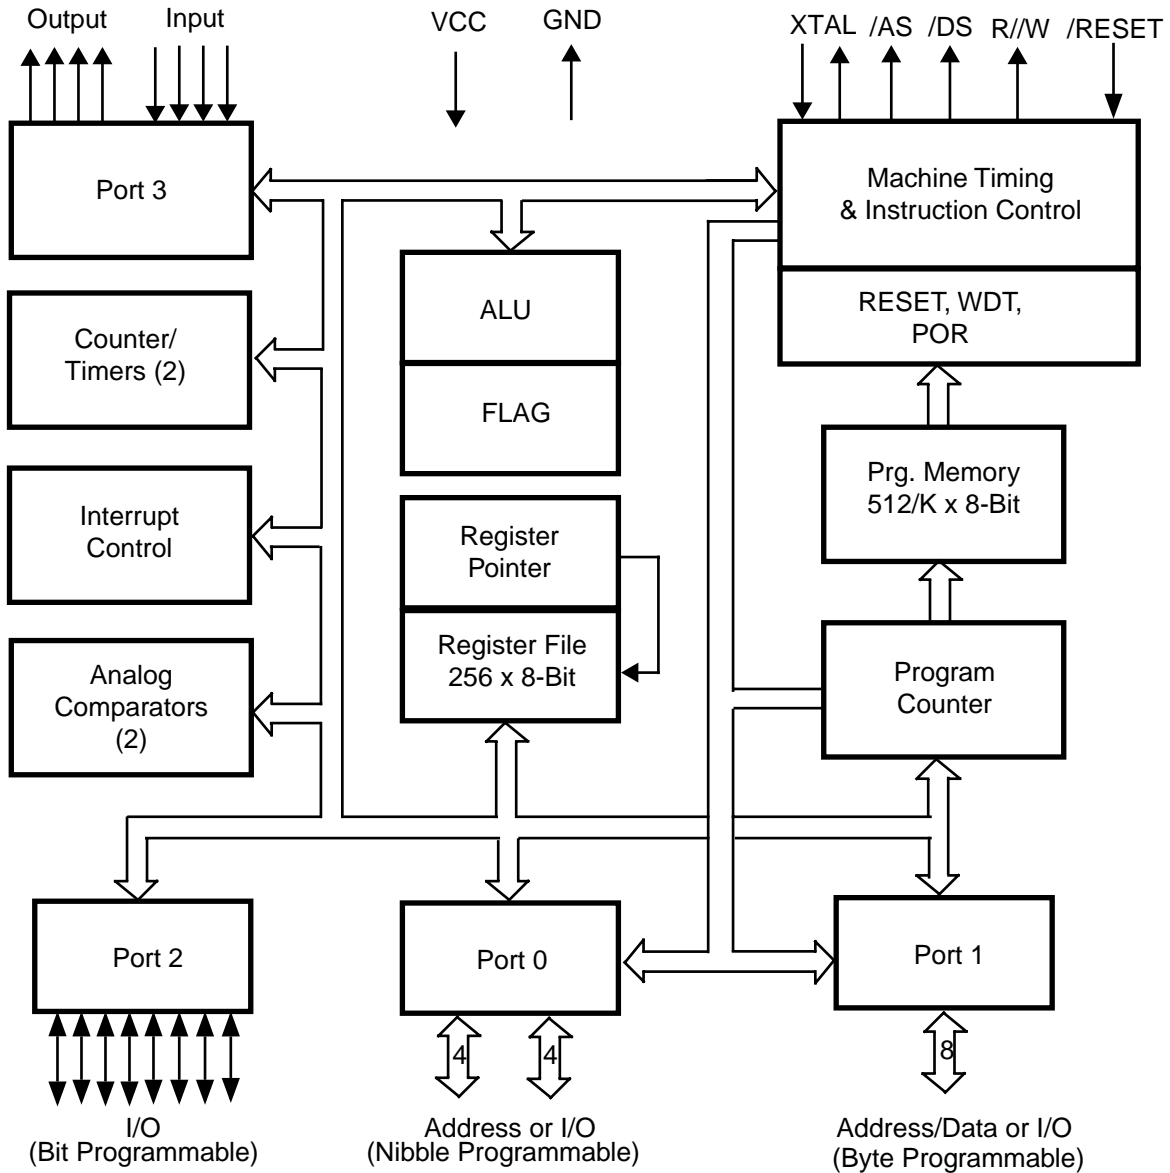 Output
Input
VCC
GND
XTAL
/AS
/DS
R//W
/RESET
Port 3
Machine Timing
& Instruction Control
RESET, WDT,
POR
ALU
FLAG
Counter/
Timers (2)
Prg. Memory
512/K x 8-Bit
Interrupt
Control
Register
Pointer
Register File
256 x 8-Bit
Analog
Comparators
(2)
Program
Counter
Port 2
Port 0
Port 1
4
4
8
I/O
(Bit Programmable)
Address or I/O
(Nibble Programmable)
Address/Data or I/O
(Byte Programmable)